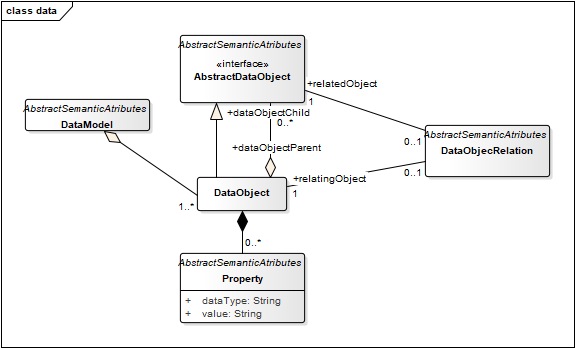 class data
AbstractSemanticAtributes
«interface»
AbstractDataObject
+relatedObject
1
+dataObjectChild
0..*
AbstractSemanticAtributes
DataModel
0..1
AbstractSemanticAtributes
DataObjecRelation
+dataObjectParent
0..1
+relatingObject
1
DataObject
1..*
0..*
AbstractSemanticAtributes
Property
+ dataType: String
+ value: String